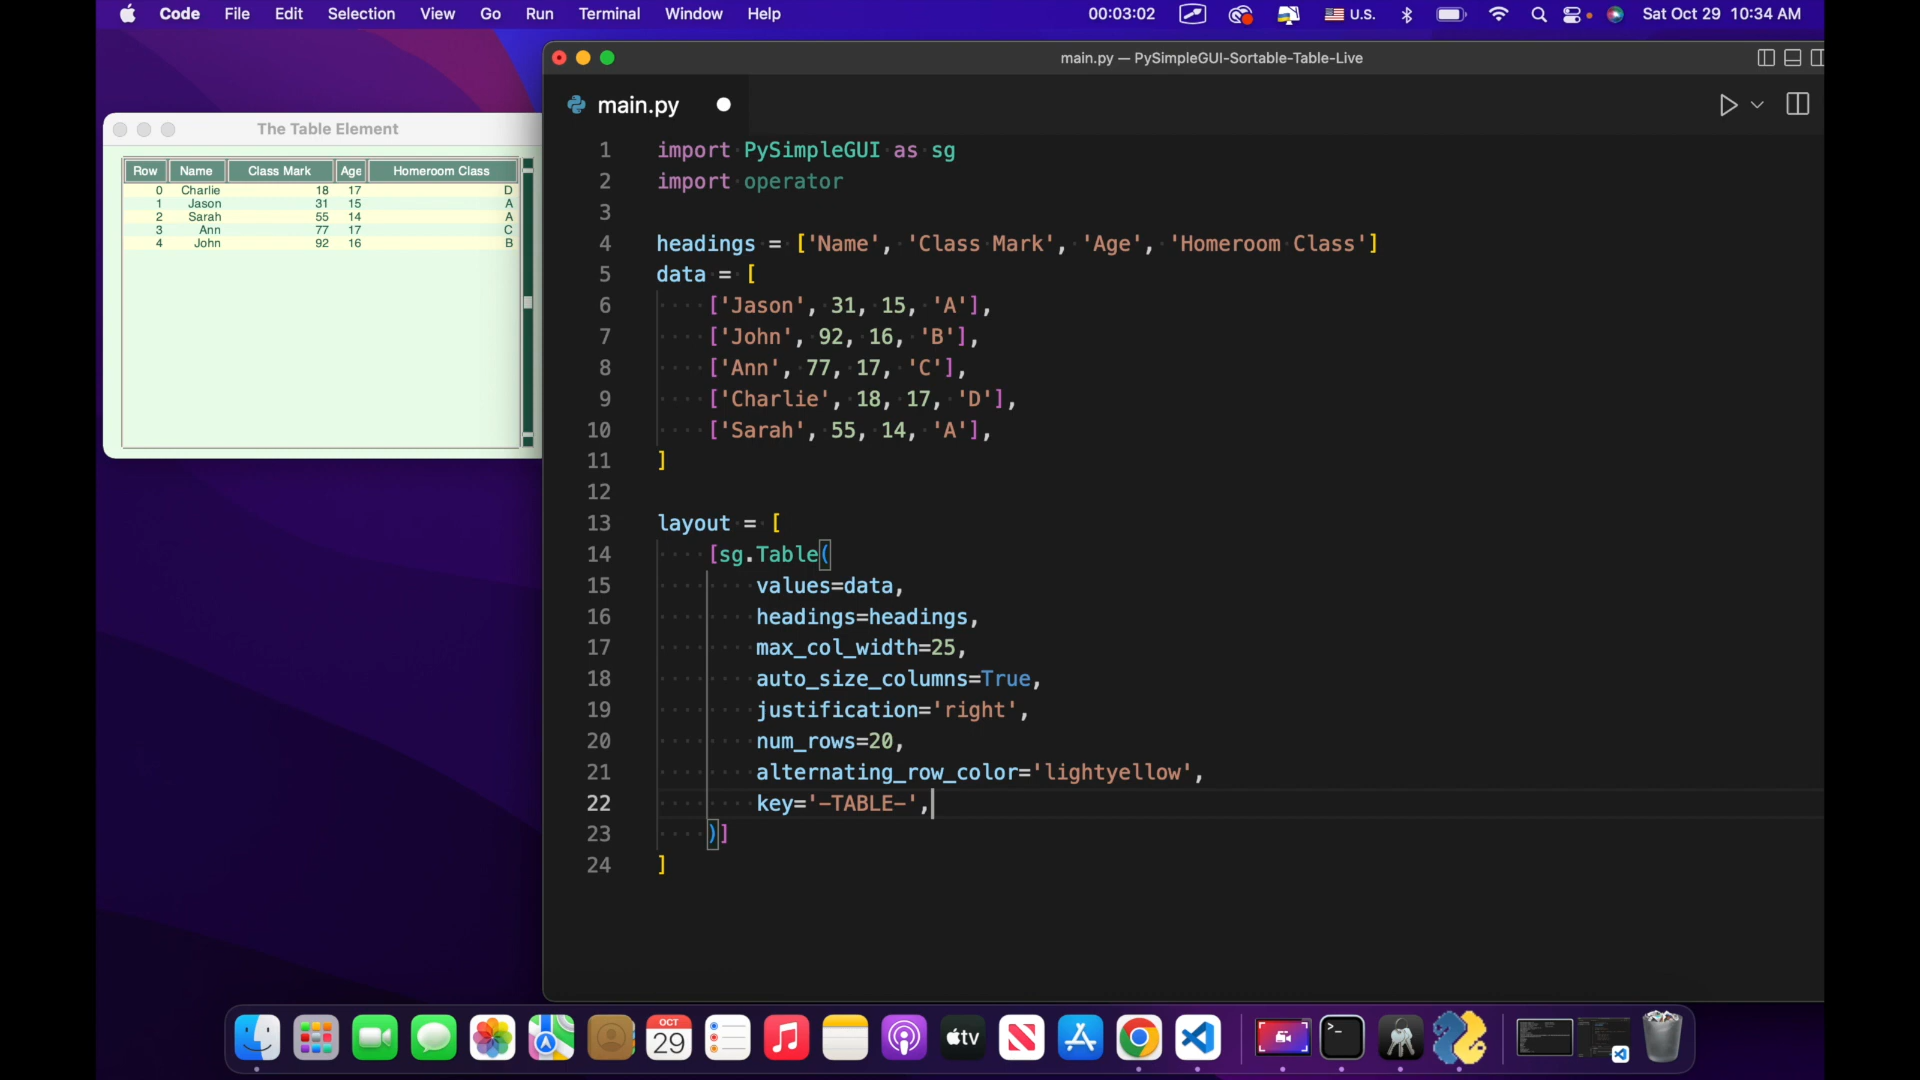 Code File Edit Selection View Go Run Terminal Window Help 00:03:02 U.S. Sat Oct 29 10:34 AM
main.py — PySimpleGUI-Sortable-Table-Live
main.py
The Table Element
Row Name Class Mark Age Homeroom Class
0 Charlie 18 17 D
1 Jason 31 15 A
2 Sarah 55 14 A
3 Ann 77 17 C
4 John 92 16 B
1 import PySimpleGUI as sg
2 import operator
3
4 headings = ['Name', 'Class Mark', 'Age', 'Homeroom Class']
5 data = [
6 ['Jason', 31, 15, 'A'],
7 ['John', 92, 16, 'B'],
8 ['Ann', 77, 17, 'C'],
9 ['Charlie', 18, 17, 'D'],
10 ['Sarah', 55, 14, 'A'],
11 ]
12
13 layout = [
14 [sg.Table(
15 values=data,
16 headings=headings,
17 max_col_width=25,
18 auto_size_columns=True,
19 justification='right',
20 num_rows=20,
21 alternating_row_color='lightyellow',
22 key='-TABLE-',
23 )]
24 ]
OCT
29
tv